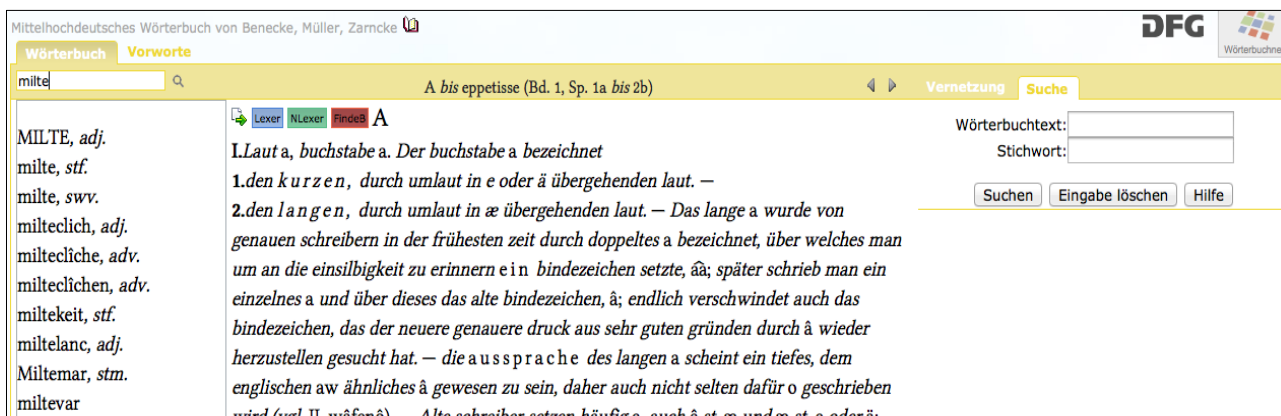 Mittelhochdeutsches Wörterbuch von Benecke, Müller, Zarncke
DFG
Wörterbuch Vorworte
milte
A bis eppetisse (Bd. 1, Sp. 1a bis 2b)
Vernetzung Suche
MILTE, adj.
milte, stf.
milte, swv.
milteclich, adj.
milteclîche, adv.
milteclîchen, adv.
miltekeit, stf.
miltelanc, adj.
Miltemar, stm.
miltevar
Lexer NLexer FindeB A
I.Laut a, buchstabe a. Der buchstabe a bezeichnet
1.den kurzen, durch umlaut in e oder ä übergehenden laut. —
2.den langen, durch umlaut in æ übergehenden laut. — Das lange a wurde von
genauen schreibern in der frühesten zeit durch doppeltes a bezeichnet, über welches man
um an die einsilbigkeit zu erinnern ein bindezeichen setzte, a͡a; später schrieb man ein
einzelnes a und über dieses das alte bindezeichen, â; endlich verschwindet auch das
bindezeichen, das der neuere genauere druck aus sehr guten gründen durch â wieder
herzustellen gesucht hat. — die aussprache des langen a scheint ein tiefes, dem
englischen aw ähnliches â gewesen zu sein, daher auch nicht selten dafür o geschrieben
Wörterbuchtext:
Stichwort:
Suchen Eingabe löschen Hilfe